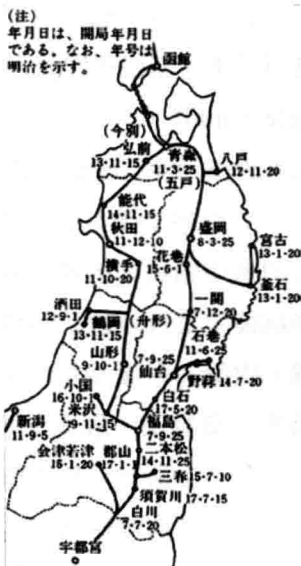 (注)
年月日は、開局年月日
である。なお、年号は
明治を示す。
函館
(今別)
青森
11・3・25
弘前
13・11・15
(五戸)
八戸
12・11・20
能代
14・11・15
秋田
11・12・10
盛岡
8・3・25
宮古
13・1・20
横手
11・10・20
花巻
15・6・1
釜石
13・1・20
酒田
12・9・1
鶴岡
13・11・15
(舟形)
一関
7・12・20
石巻
11・6・25
山形
9・10・1
7・9・25
仙台
野蒜 14・7・20
小国
16・10・1
白石
17・5・20
米沢
9・11・15
福島
7・9・25
新潟
11・9・5
会津若津
15・1・20
郡山
17・1・1
二本松
14・11・25
三春 15・7・10
須賀川 17・7・15
白川
7・7・20
宇都宮